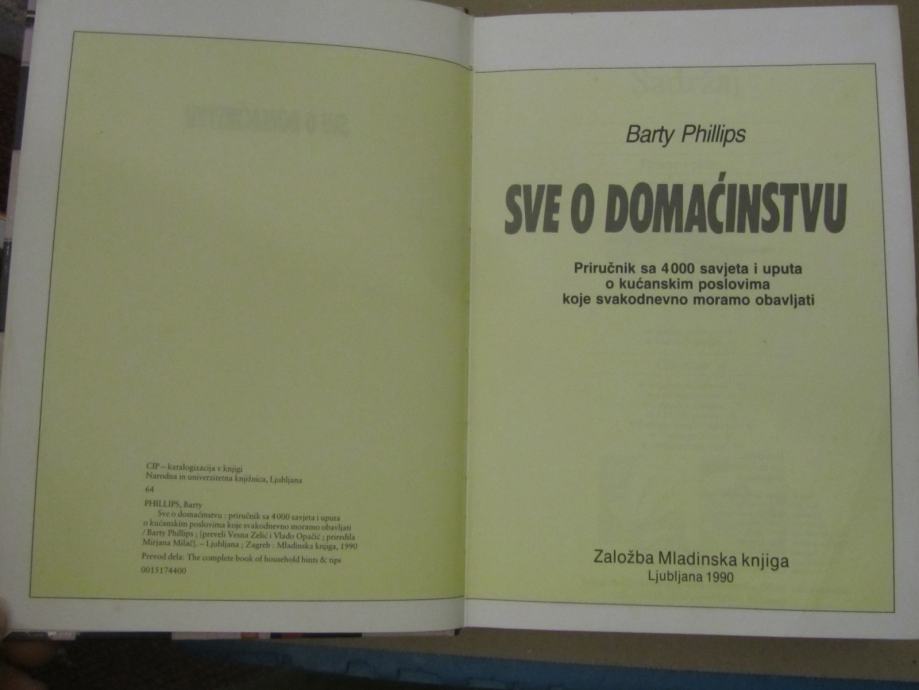 CIP – katalogizacija v knjigi
Narodna in univerzitetna knjižnica, Ljubljana
64
PHILLIPS, Barty
Sve o domaćinstvu : priručnik sa 4000 savjeta i uputa
o kućanskim poslovima koje svakodnevno moramo obavljati
/ Barty Phillips ; [preveli Vesna Zelić i Vlado Opačić ; priredila
Mirjana Milač]. – Ljubljana ; Zagreb : Mladinska knjiga, 1990
Prevod dela: The complete book of household hints & tips
0015174400
Barty Phillips
SVE O DOMAĆINSTVU
Priručnik sa 4000 savjeta i uputa
o kućanskim poslovima
koje svakodnevno moramo obavljati
Založba Mladinska knjiga
Ljubljana 1990